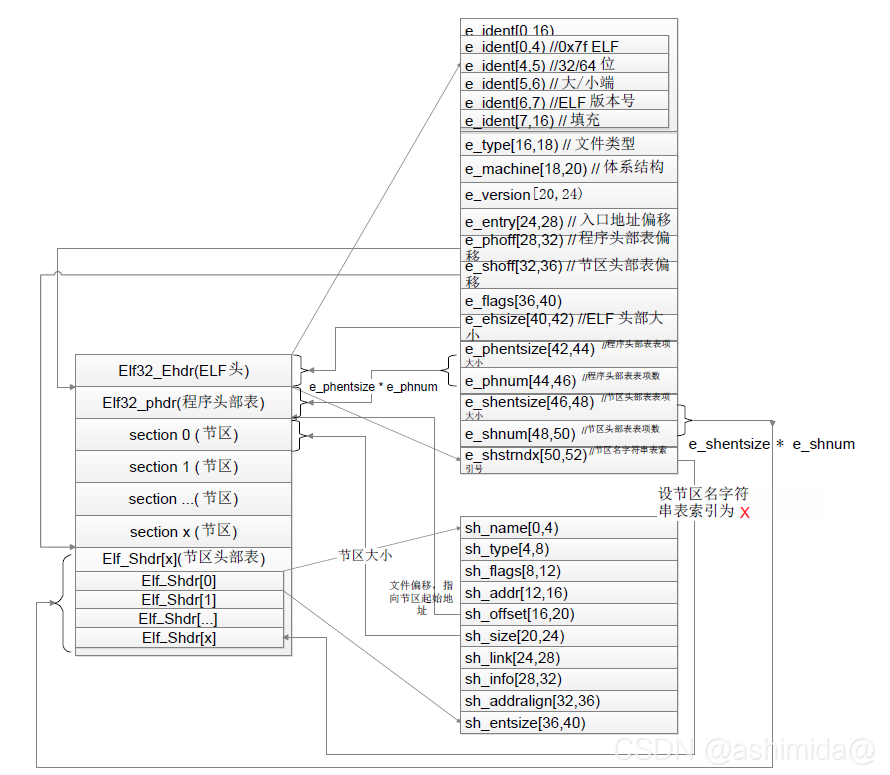 e_ident[0,16)
e_ident[0,4) //0x7f ELF
e_ident[4,5) //32/64 位
e_ident[5,6) // 大/小端
e_ident[6,7) //ELF 版本号
e_ident[7,16) // 填充
e_type[16,18) // 文件类型
e_machine[18,20) // 体系结构
e_version[20,24)
e_entry[24,28) // 入口地址偏移
e_phoff[28,32) // 程序头部表偏
移
e_shoff[32,36) // 节区头部表偏
移
e_flags[36,40)
e_ehsize[40,42) //ELF 头部大
小
e_phentsize[42,44) //程序头部表表项
大小
e_phnum[44,46) //程序头部表表项数
e_shentsize[46,48) //节区头部表表项
大小
e_shnum[48,50) //节区头部表表项数
e_shstrndx[50,52) //节区名字符串表索
引号
Elf32_Ehdr(ELF头)
e_phentsize * e_phnum
Elf32_phdr(程序头部表)
section 0 (节区)
section 1 (节区)
section ...(节区)
section x (节区)
Elf_Shdr[x](节区头部表)
Elf_Shdr[0]
Elf_Shdr[1]
Elf_Shdr[...]
Elf_Shdr[x]
e_shentsize * e_shnum
设节区名字符
串表索引为 X
节区大小
文件偏移，指
向节区起始地
址
sh_name[0,4)
sh_type[4,8)
sh_flags[8,12)
sh_addr[12,16)
sh_offset[16,20)
sh_size[20,24)
sh_link[24,28)
sh_info[28,32)
sh_addralign[32,36)
sh_entsize[36,40)
CSDN @ashimida@